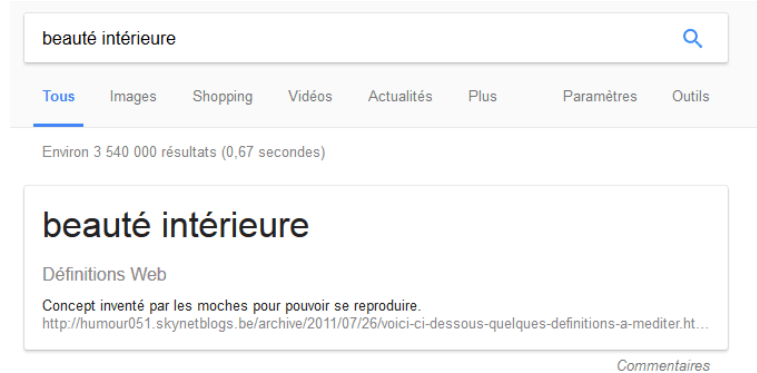 beauté intérieure
Tous Images Shopping Vidéos Actualités Plus Paramètres Outils
Environ 3 540 000 résultats (0,67 secondes)
beauté intérieure
Définitions Web
Concept inventé par les moches pour pouvoir se reproduire.
http://humour051.skynetblogs.be/archive/2011/07/26/voici-ci-dessous-quelques-definitions-a-mediter.ht...
Commentaires